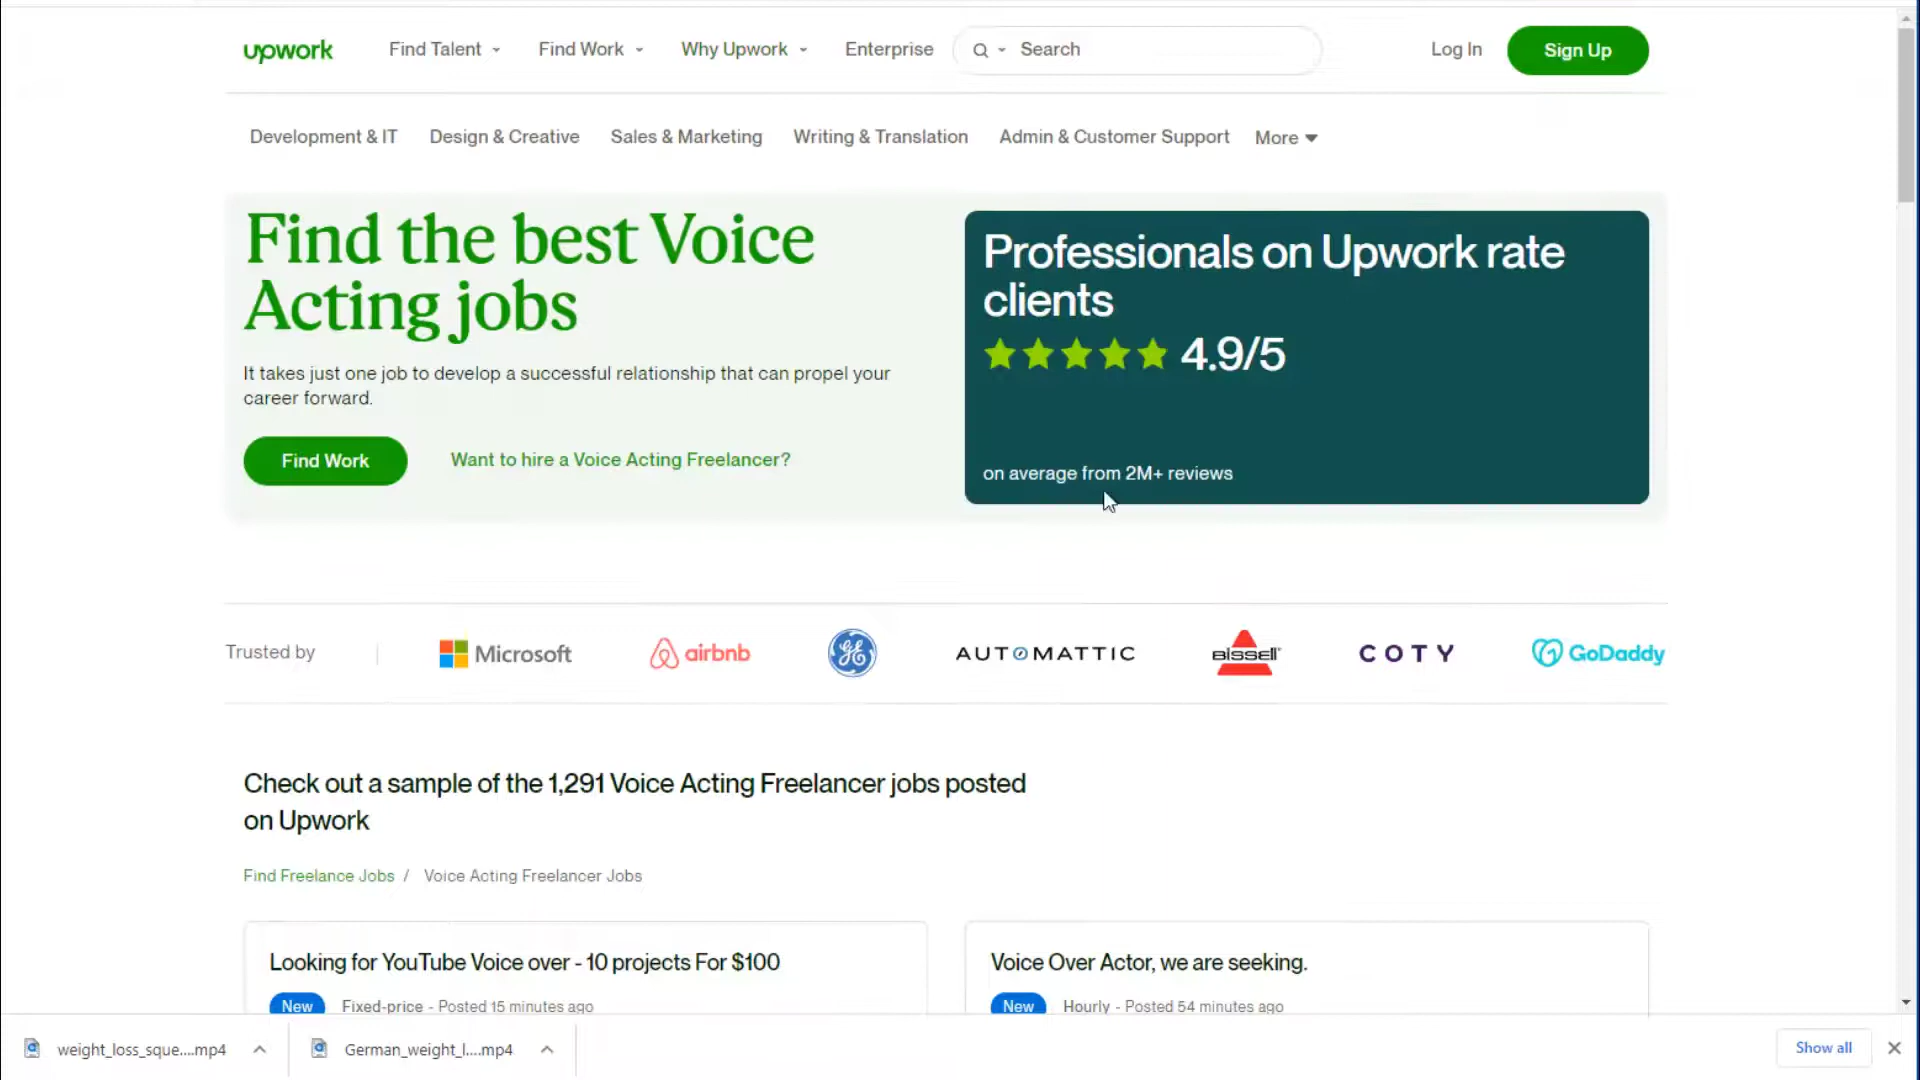 upwork
Find Talent
Find Work
Why Upwork
Enterprise
Search
Log In
Sign Up
Development & IT
Design & Creative
Sales & Marketing
Writing & Translation
Admin & Customer Support
More
Find the best Voice
Acting jobs
It takes just one job to develop a successful relationship that can propel your
career forward.
Find Work
Want to hire a Voice Acting Freelancer?
Professionals on Upwork rate
clients
4.9/5
on average from 2M+ reviews
Trusted by
Microsoft
airbnb
GE
AUTOMATTIC
BISSELL
COTY
GoDaddy
Check out a sample of the 1,291 Voice Acting Freelancer jobs posted
on Upwork
Find Freelance Jobs / Voice Acting Freelancer Jobs
Looking for YouTube Voice over - 10 projects For $100
New Fixed-price - Posted 15 minutes ago
Voice Over Actor, we are seeking.
New Hourly - Posted 54 minutes ago
weight_loss_sque....mp4
German_weight_l....mp4
Show all